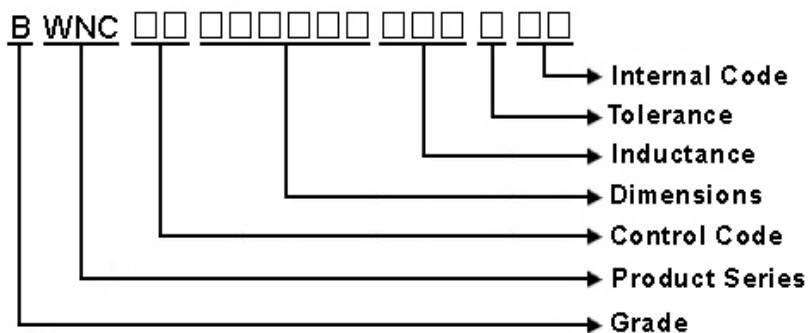 B WNC □□ □□□□□□ □□□ □ □□
Internal Code
Tolerance
Inductance
Dimensions
Control Code
Product Series
Grade